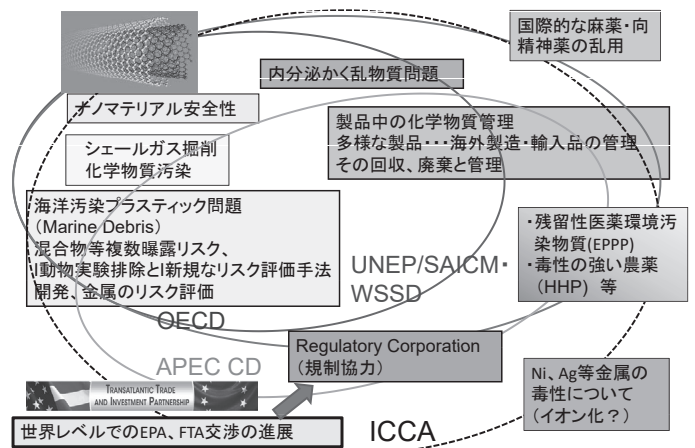 国際的な麻薬・向
精神薬の乱用
内分泌かく乱物質問題
ナノマテリアル安全性
製品中の化学物質管理
多様な製品・・・海外製造・輸入品の管理
その回収、廃棄と管理
シェールガス掘削
化学物質汚染
海洋汚染プラスティック問題
（Marine Debris）
混合物等複数曝露リスク、
l動物実験排除とl新規なリスク評価手法
開発、金属のリスク評価
・残留性医薬環境汚
染物質(EPPP)
・毒性の強い農薬
（HHP）等
UNEP/SAICM・
WSSD
OECD
Regulatory Corporation
（規制協力）
APEC CD
Ni、Ag等金属の
毒性について
（イオン化？）
TRANSATLANTIC TRADE
AND INVESTMENT PARTNERSHIP
世界レベルでのEPA、FTA交渉の進展
ICCA